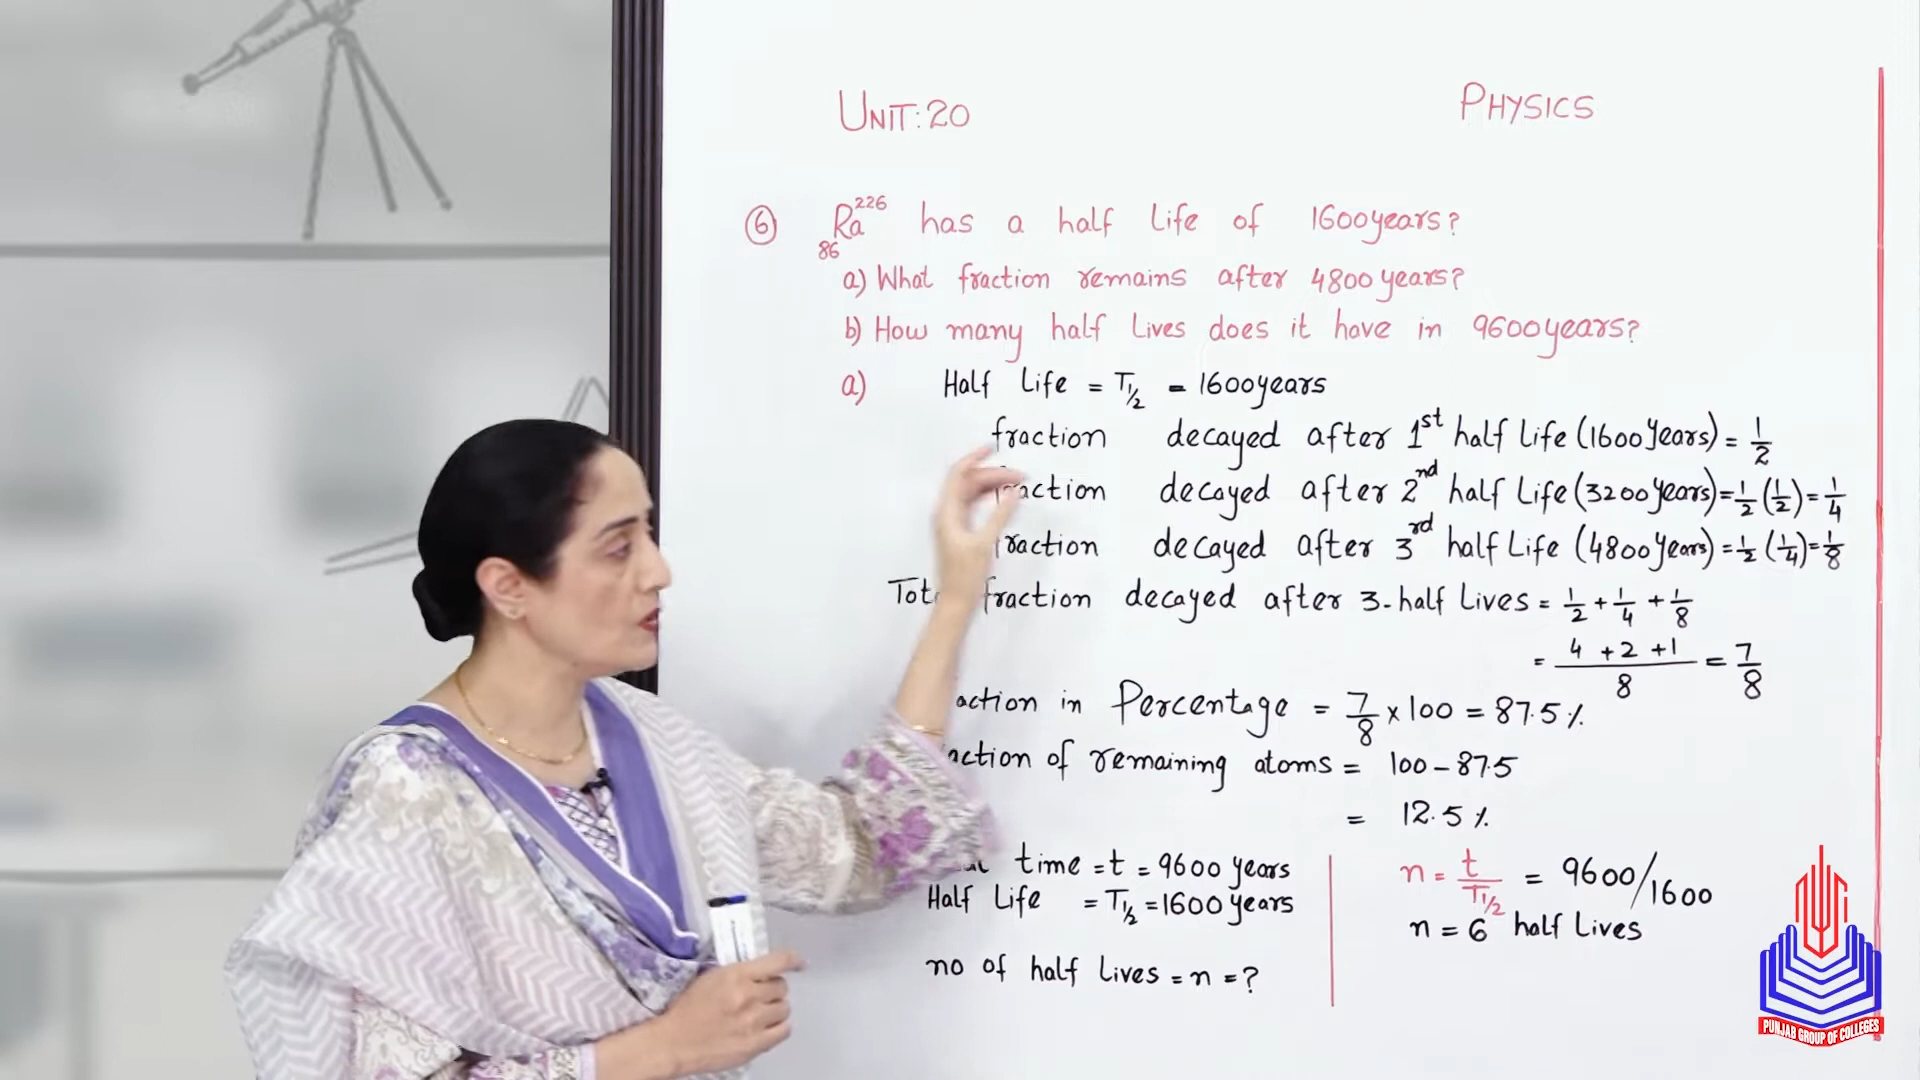 UNIT:20
PHYSICS
⑥ 86Ra226 has a half life of 1600years?
a) What fraction remains after 4800 years?
b) How many half lives does it have in 9600years?
a) Half life = T1/2 - 1600years
fraction decayed after 1st half life (1600 years) = 1/2
decayed after 2nd half life (3200 years) = 1/2 (1/2) = 1/4
decayed after 3rd half life (4800 years) = 1/2 (1/4) = 1/8
fraction decayed after 3-half lives = 1/2 + 1/4 + 1/8
= 4 + 2 + 1 / 8 = 7/8
in Percentage = 7/8 x 100 = 87.5 %
of remaining atoms = 100 - 87.5
= 12.5 %
time = t = 9600 years
Half life = T1/2 = 1600 years
no of half lives = n = ?
n = t/T1/2 = 9600/1600
n = 6 half lives
PUNJAB GROUP OF COLLEGES